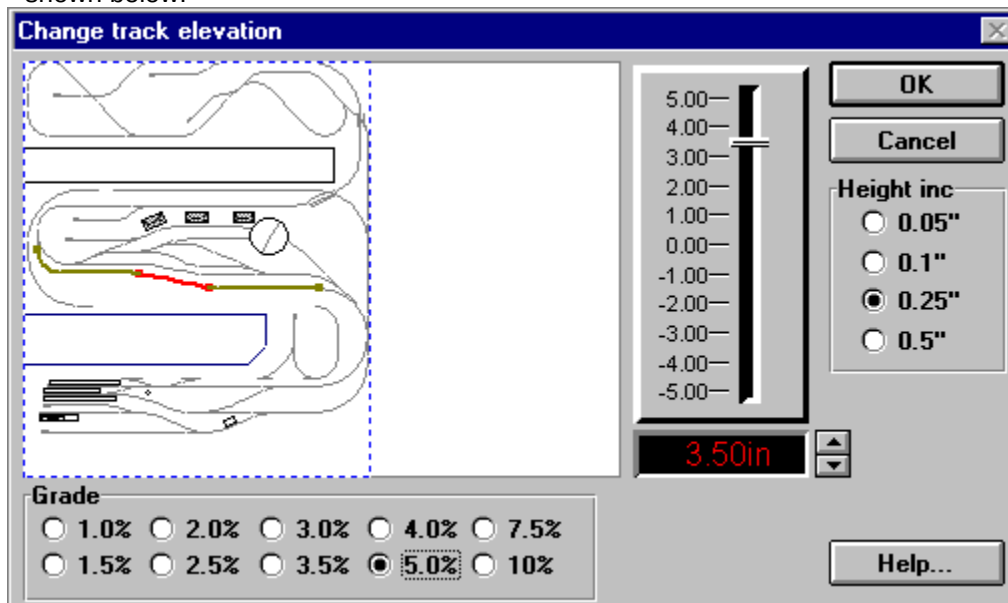 shown below.
Change track elevation
5.00
4.00
3.00
2.00
1.00
0.00
-1.00
-2.00
-3.00
-4.00
-5.00
3.50in
OK
Cancel
Height inc
0.05"
0.1"
0.25"
0.5"
Grade
1.0% 2.0% 3.0% 4.0% 7.5%
1.5% 2.5% 3.5% 5.0% 10%
Help...